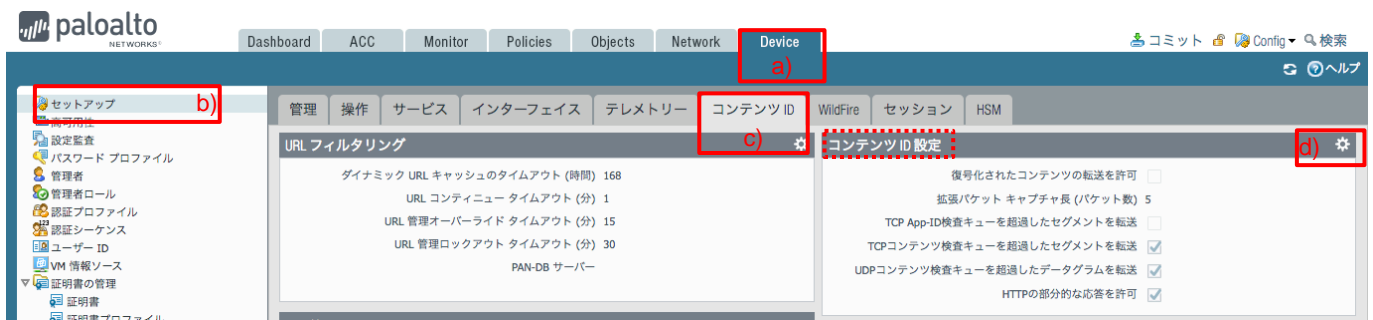 paloalto
NETWORKS®
Dashboard ACC Monitor Policies Objects Network Device
コミット Config 検索
a)
ヘルプ
セットアップ b)
高可用性
設定監査
パスワード プロファイル
管理者
管理者ロール
認証プロファイル
認証シーケンス
ユーザー ID
VM 情報ソース
証明書の管理
証明書
証明書プロファイル
管理 操作 サービス インターフェイス テレメトリー コンテンツ ID WildFire セッション HSM
c)
URL フィルタリング
ダイナミック URL キャッシュのタイムアウト (時間) 168
URL コンティニュー タイムアウト (分) 1
URL 管理オーバーライド タイムアウト (分) 15
URL 管理ロックアウト タイムアウト (分) 30
PAN-DB サーバー
コンテンツ ID 設定 d)
復号化されたコンテンツの転送を許可
拡張パケット キャプチャ長 (パケット数) 5
TCP App-ID検査キューを超過したセグメントを転送
TCPコンテンツ検査キューを超過したセグメントを転送
UDPコンテンツ検査キューを超過したデータグラムを転送
HTTPの部分的な応答を許可